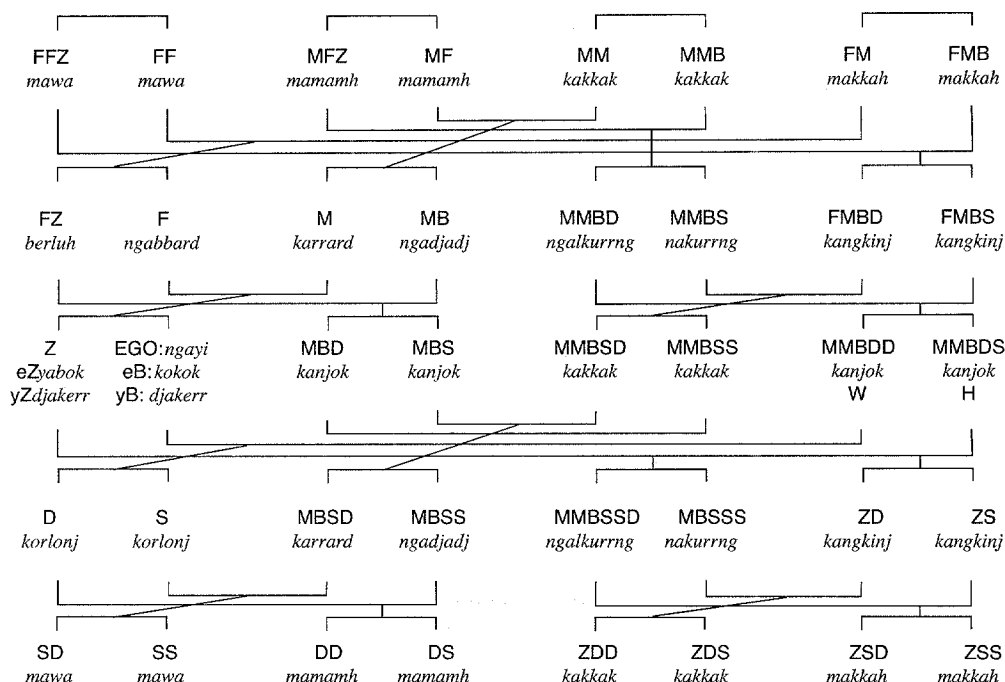 FFZ FF MFZ MF MM MMB FM FMB
mawa mawa mamamh mamamh kakkak kakkak makkah makkah
FZ F M MB MMBD MMBS FMBD FMBS
berluh ngabbard karrard ngadjadj ngalkurrng nakurrng kangkinj kangkinj
Z EGO:ngayi MBD MBS MMBSD MMBSS MMBDD MMBDS
eZyabok eB:kokok kanjok kanjok kakkak kakkak kanjok kanjok
yZdjakerr yB: djakerr W H
D S MBSD MBSS MMBSSD MBSSS ZD ZS
korlonj korlonj karrard ngadjadj ngalkurrng nakurrng kangkinj kangkinj
SD SS DD DS ZDD ZDS ZSD ZSS
mawa mawa mamamh mamamh kakkak kakkak makkah makkah